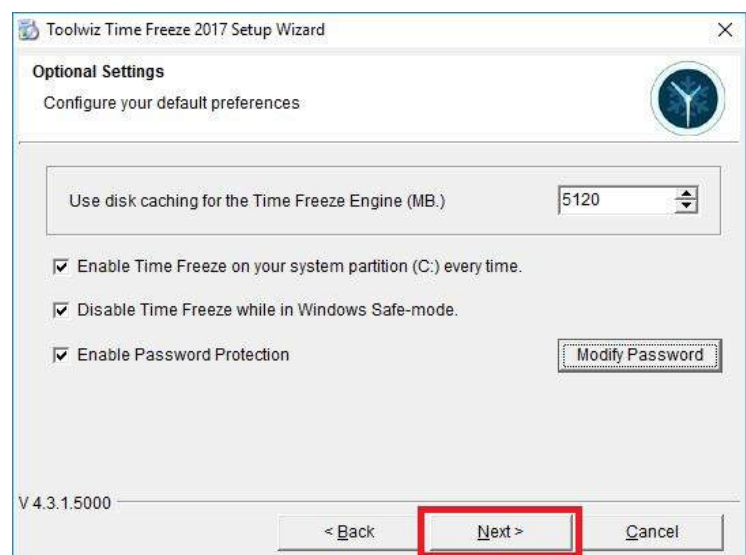 Toolwiz Time Freeze 2017 Setup Wizard
Optional Settings
Configure your default preferences
Use disk caching for the Time Freeze Engine (MB.) 5120
Enable Time Freeze on your system partition (C:) every time.
Disable Time Freeze while in Windows Safe-mode.
Enable Password Protection Modify Password
V 4.3.1.5000
< Back Next > Cancel